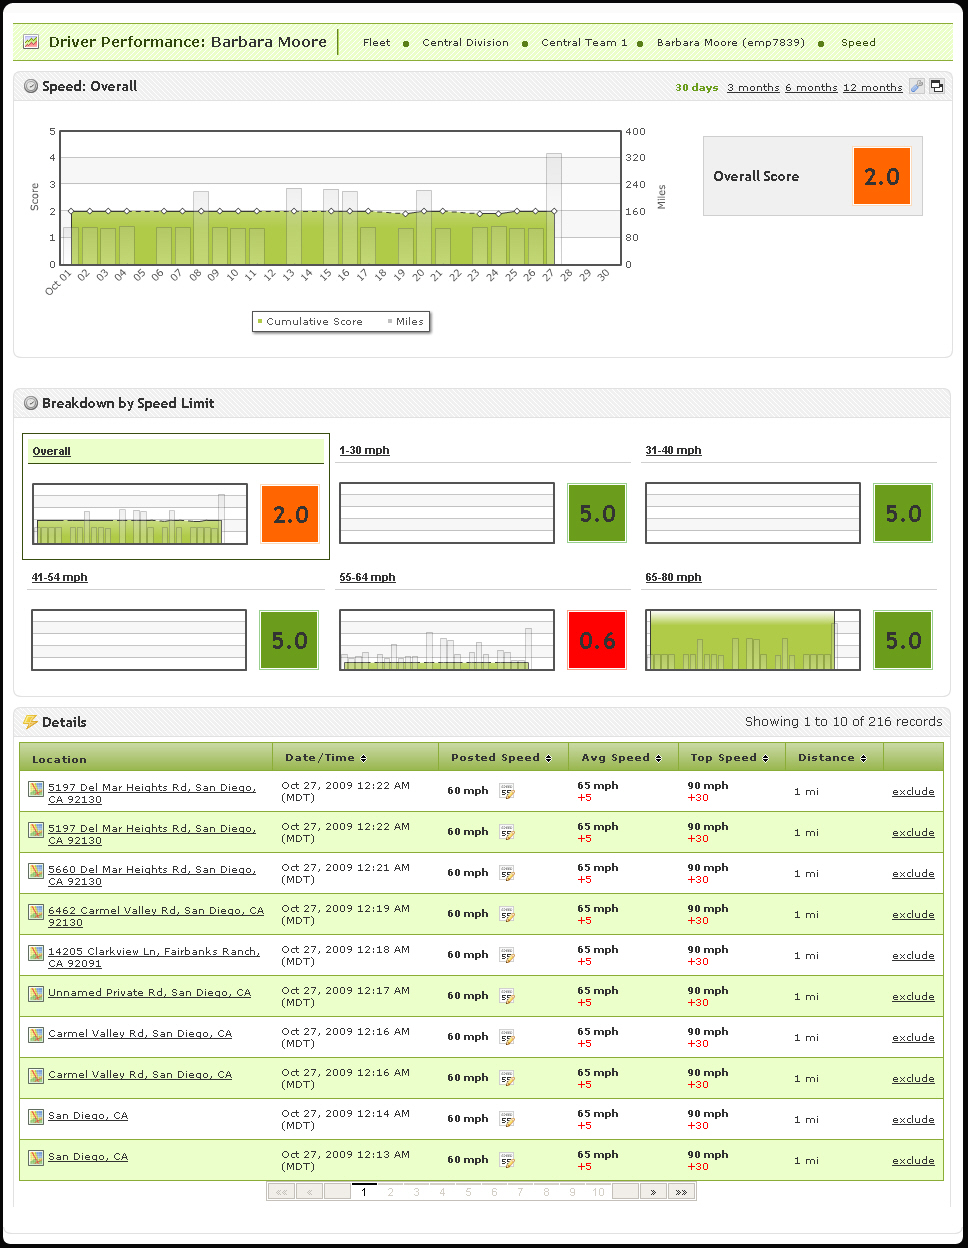 Driver Performance: Barbara Moore
Fleet Central Division Central Team 1 Barbara Moore (emp7839) Speed
Speed: Overall
30 days 3 months 6 months 12 months
5 400
4 320
3 240
2 160
1 80
0 0
Score
Miles
Oct 01 02 03 04 05 06 07 08 09 10 11 12 13 14 15 16 17 18 19 20 21 22 23 24 25 26 27 28 29 30
Cumulative Score Miles
Overall Score 2.0
Breakdown by Speed Limit
Overall 1-30 mph 31-40 mph
2.0 5.0 5.0
41-54 mph 55-64 mph 65-80 mph
5.0 0.6 5.0
Details Showing 1 to 10 of 216 records
Location Date/Time Posted Speed Avg Speed Top Speed Distance
5197 Del Mar Heights Rd, San Diego, Oct 27, 2009 12:22 AM 60 mph 55 65 mph 90 mph 1 mi exclude
CA 92130 (MDT) +5 +30
5197 Del Mar Heights Rd, San Diego, Oct 27, 2009 12:22 AM 60 mph 55 65 mph 90 mph 1 mi exclude
CA 92130 (MDT) +5 +30
5660 Del Mar Heights Rd, San Diego, Oct 27, 2009 12:21 AM 60 mph 55 65 mph 90 mph 1 mi exclude
CA 92130 (MDT) +5 +30
6462 Carmel Valley Rd, San Diego, CA Oct 27, 2009 12:19 AM 60 mph 55 65 mph 90 mph 1 mi exclude
92130 (MDT) +5 +30
14205 Clarkview Ln, Fairbanks Ranch, Oct 27, 2009 12:18 AM 60 mph 55 65 mph 90 mph 1 mi exclude
CA 92091 (MDT) +5 +30
Unnamed Private Rd, San Diego, CA Oct 27, 2009 12:17 AM 60 mph 55 65 mph 90 mph 1 mi exclude
(MDT) +5 +30
Carmel Valley Rd, San Diego, CA Oct 27, 2009 12:16 AM 60 mph 55 65 mph 90 mph 1 mi exclude
(MDT) +5 +30
Carmel Valley Rd, San Diego, CA Oct 27, 2009 12:16 AM 60 mph 55 65 mph 90 mph 1 mi exclude
(MDT) +5 +30
San Diego, CA Oct 27, 2009 12:14 AM 60 mph 55 65 mph 90 mph 1 mi exclude
(MDT) +5 +30
San Diego, CA Oct 27, 2009 12:13 AM 60 mph 55 65 mph 90 mph 1 mi exclude
(MDT) +5 +30
«« « 1 2 3 4 5 6 7 8 9 10 » »»